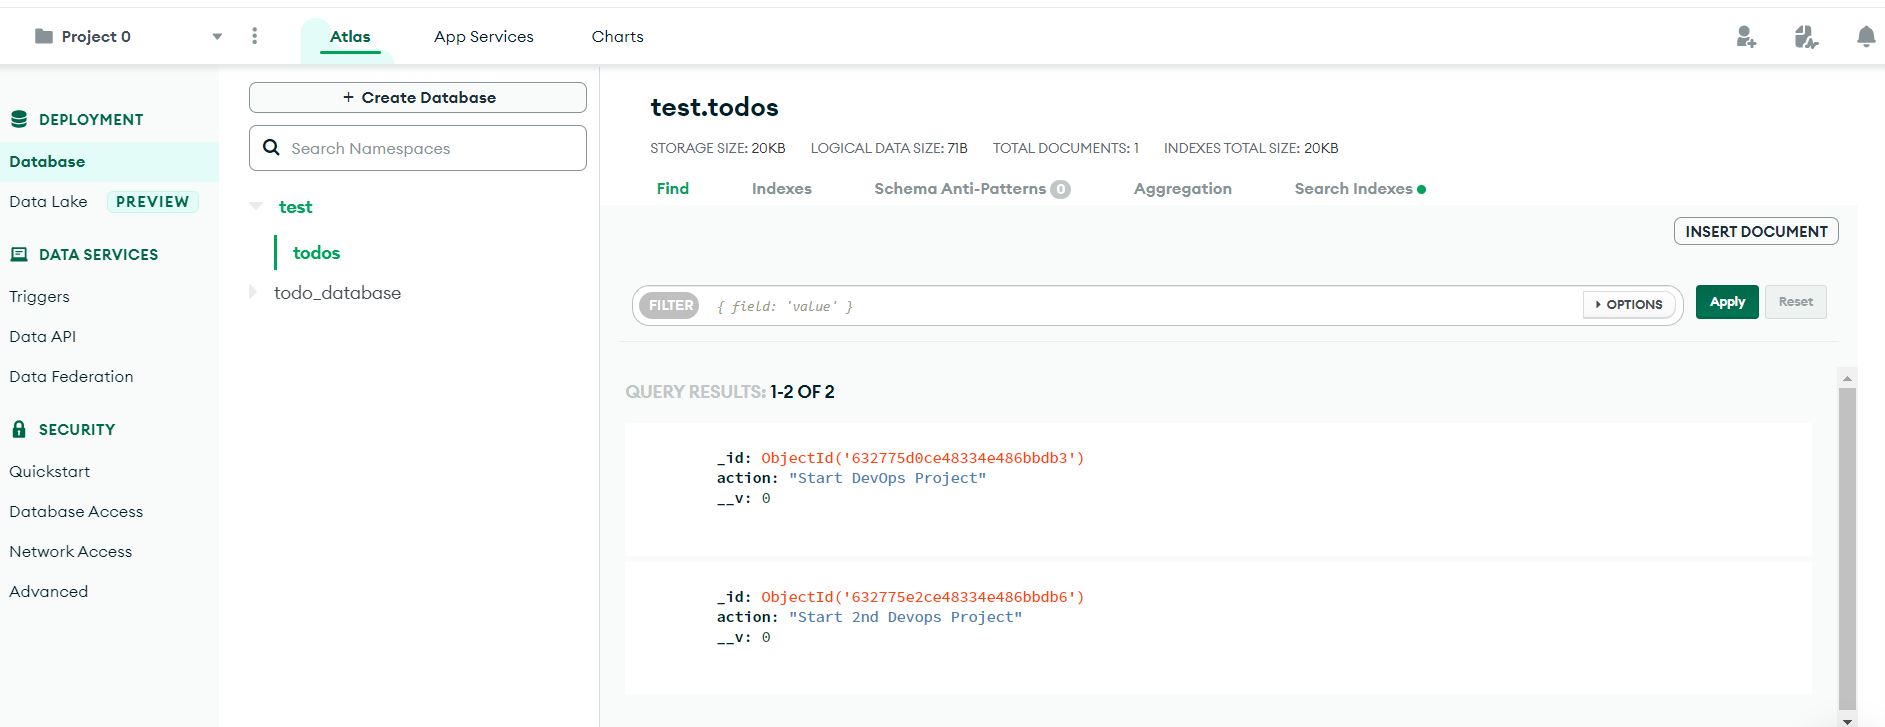 Project 0
Atlas
App Services
Charts
DEPLOYMENT
Database
Data Lake PREVIEW
DATA SERVICES
Triggers
Data API
Data Federation
SECURITY
Quickstart
Database Access
Network Access
Advanced
+ Create Database
Search Namespaces
test
todos
todo_database
test.todos
STORAGE SIZE: 20KB LOGICAL DATA SIZE: 71B TOTAL DOCUMENTS: 1 INDEXES TOTAL SIZE: 20KB
Find Indexes Schema Anti-Patterns 0 Aggregation Search Indexes
INSERT DOCUMENT
FILTER { field: 'value' } OPTIONS Apply Reset
QUERY RESULTS: 1-2 OF 2
_id: ObjectId('632775d0ce48334e486bbdb3')
action: "Start DevOps Project"
__v: 0
_id: ObjectId('632775e2ce48334e486bbdb6')
action: "Start 2nd Devops Project"
__v: 0